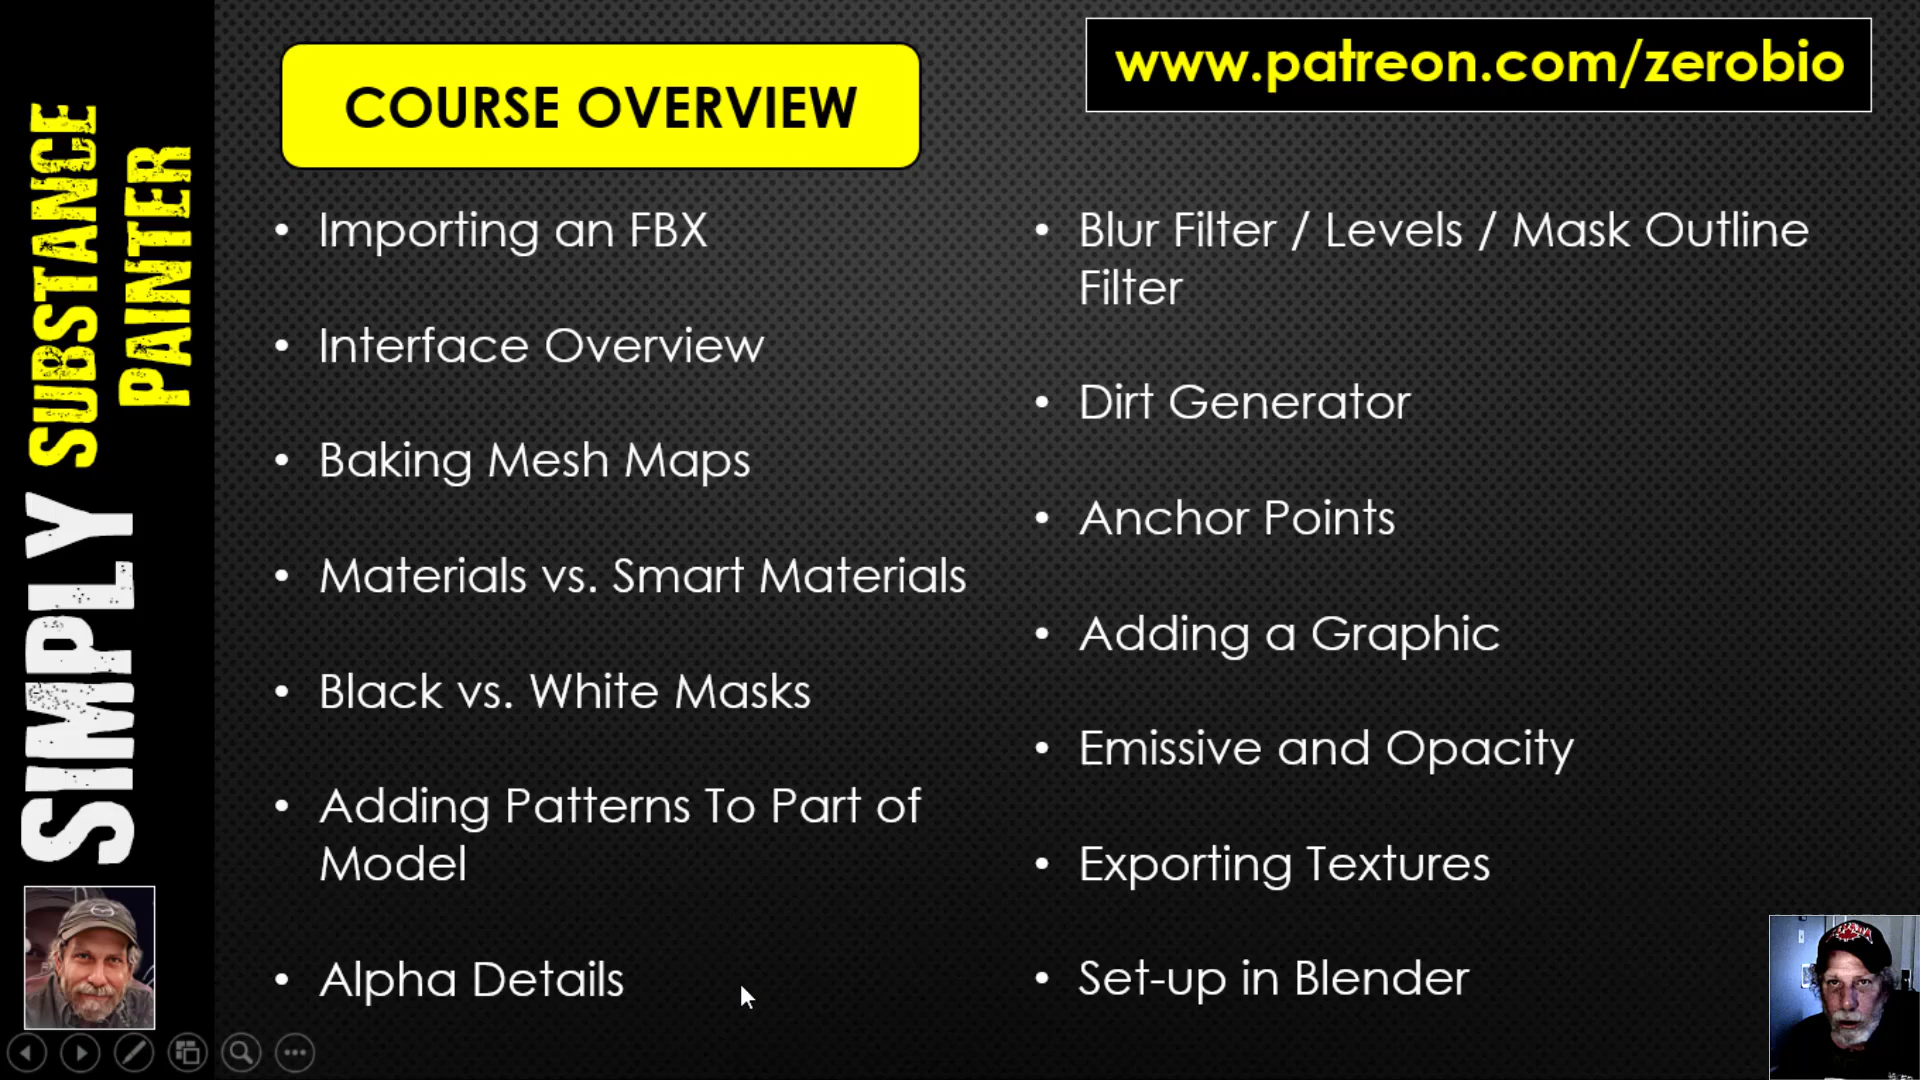 SIMPLY SUBSTANCE
PAINTER
COURSE OVERVIEW
www.patreon.com/zerobio
• Importing an FBX
• Interface Overview
• Baking Mesh Maps
• Materials vs. Smart Materials
• Black vs. White Masks
• Adding Patterns To Part of
Model
• Alpha Details
• Blur Filter / Levels / Mask Outline
Filter
• Dirt Generator
• Anchor Points
• Adding a Graphic
• Emissive and Opacity
• Exporting Textures
• Set-up in Blender